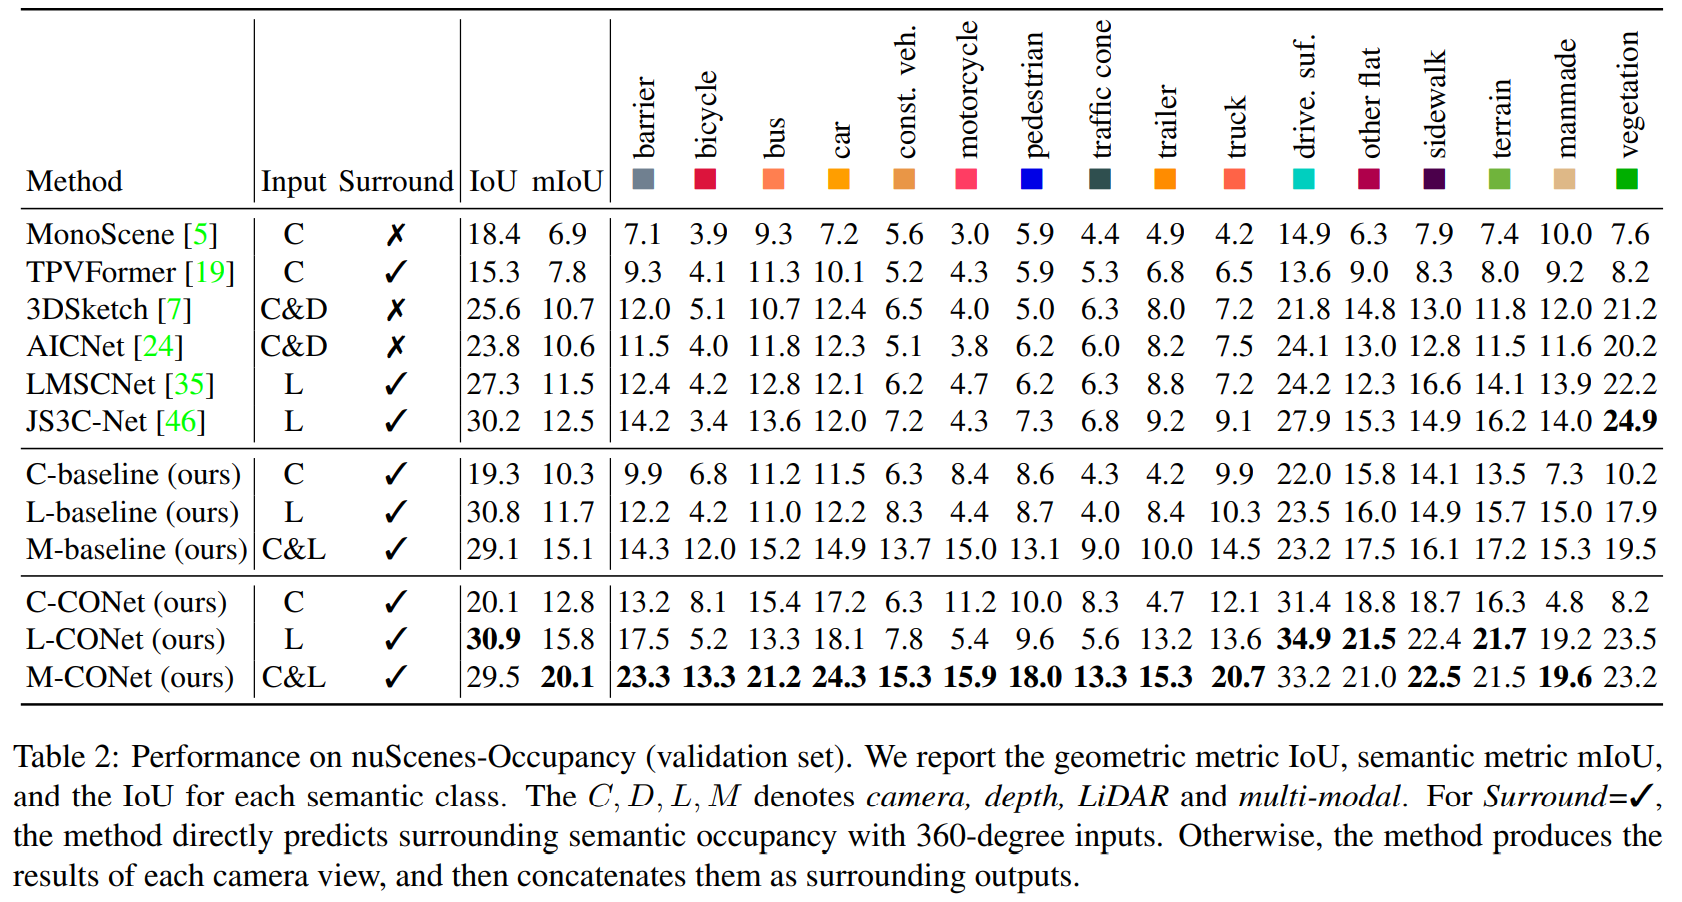 Method Input Surround IoU mIoU barrier bicycle bus car const. veh. motorcycle pedestrian traffic cone trailer truck drive. suf. other flat sidewalk terrain manmade vegetation
MonoScene [5] C ✗ 18.4 6.9 7.1 3.9 9.3 7.2 5.6 3.0 5.9 4.4 4.9 4.2 14.9 6.3 7.9 7.4 10.0 7.6
TPVFormer [19] C ✓ 15.3 7.8 9.3 4.1 11.3 10.1 5.2 4.3 5.9 5.3 6.8 6.5 13.6 9.0 8.3 8.0 9.2 8.2
3DSketch [7] C&D ✗ 25.6 10.7 12.0 5.1 10.7 12.4 6.5 4.0 5.0 6.3 8.0 7.2 21.8 14.8 13.0 11.8 12.0 21.2
AICNet [24] C&D ✗ 23.8 10.6 11.5 4.0 11.8 12.3 5.1 3.8 6.2 6.0 8.2 7.5 24.1 13.0 12.8 11.5 11.6 20.2
LMSCNet [35] L ✓ 27.3 11.5 12.4 4.2 12.8 12.1 6.2 4.7 6.2 6.3 8.8 7.2 24.2 12.3 16.6 14.1 13.9 22.2
JS3C-Net [46] L ✓ 30.2 12.5 14.2 3.4 13.6 12.0 7.2 4.3 7.3 6.8 9.2 9.1 27.9 15.3 14.9 16.2 14.0 24.9
C-baseline (ours) C ✓ 19.3 10.3 9.9 6.8 11.2 11.5 6.3 8.4 8.6 4.3 4.2 9.9 22.0 15.8 14.1 13.5 7.3 10.2
L-baseline (ours) L ✓ 30.8 11.7 12.2 4.2 11.0 12.2 8.3 4.4 8.7 4.0 8.4 10.3 23.5 16.0 14.9 15.7 15.0 17.9
M-baseline (ours) C&L ✓ 29.1 15.1 14.3 12.0 15.2 14.9 13.7 15.0 13.1 9.0 10.0 14.5 23.2 17.5 16.1 17.2 15.3 19.5
C-CONet (ours) C ✓ 20.1 12.8 13.2 8.1 15.4 17.2 6.3 11.2 10.0 8.3 4.7 12.1 31.4 18.8 18.7 16.3 4.8 8.2
L-CONet (ours) L ✓ 30.9 15.8 17.5 5.2 13.3 18.1 7.8 5.4 9.6 5.6 13.2 13.6 34.9 21.5 22.4 21.7 19.2 23.5
M-CONet (ours) C&L ✓ 29.5 20.1 23.3 13.3 21.2 24.3 15.3 15.9 18.0 13.3 15.3 20.7 33.2 21.0 22.5 21.5 19.6 23.2
Table 2: Performance on nuScenes-Occupancy (validation set). We report the geometric metric IoU, semantic metric mIoU,
and the IoU for each semantic class. The C, D, L, M denotes camera, depth, LiDAR and multi-modal. For Surround=✓,
the method directly predicts surrounding semantic occupancy with 360-degree inputs. Otherwise, the method produces the
results of each camera view, and then concatenates them as surrounding outputs.